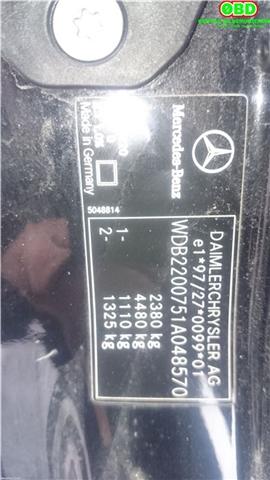 OBD
DAIMLERCHRYSLER AG
e1*97/27*0099*01
WDB2200751A048570
2380 kg
4480 kg
1- 1110 kg
2- 1325 kg
Mercedes-Benz
Made in Germany
5048814